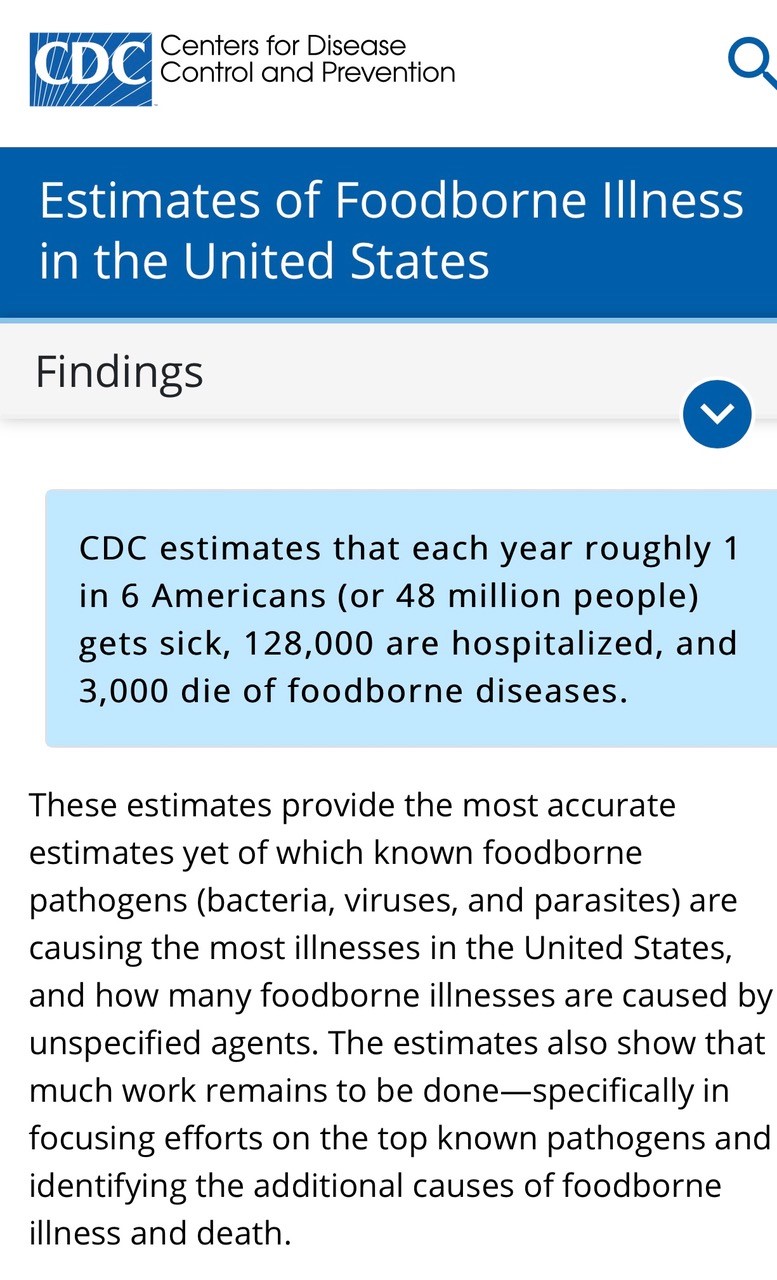 CDC
Centers for Disease
Control and Prevention
Estimates of Foodborne Illness
in the United States
Findings
CDC estimates that each year roughly 1
in 6 Americans (or 48 million people)
gets sick, 128,000 are hospitalized, and
3,000 die of foodborne diseases.
These estimates provide the most accurate
estimates yet of which known foodborne
pathogens (bacteria, viruses, and parasites) are
causing the most illnesses in the United States,
and how many foodborne illnesses are caused by
unspecified agents. The estimates also show that
much work remains to be done—specifically in
focusing efforts on the top known pathogens and
identifying the additional causes of foodborne
illness and death.